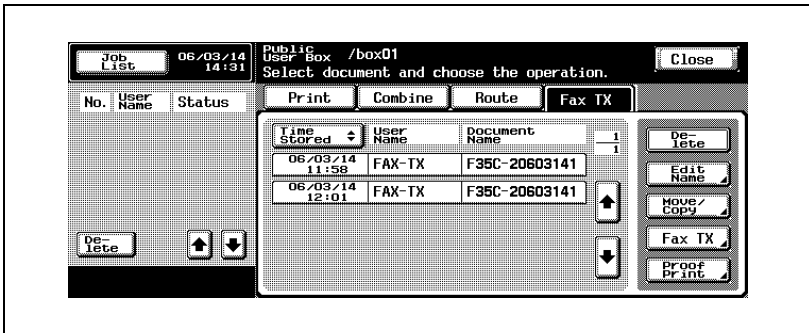 Job List
06/03/14 14:31
Public User Box /box01
Select document and choose the operation.
Close
No. User Name Status
De-lete
Print Combine Route Fax TX
Time Stored User Name Document Name 1/1
06/03/14 11:58 FAX-TX F35C-20603141
06/03/14 12:01 FAX-TX F35C-20603141
De-lete
Edit Name
Move/Copy
Fax TX
Proof Print